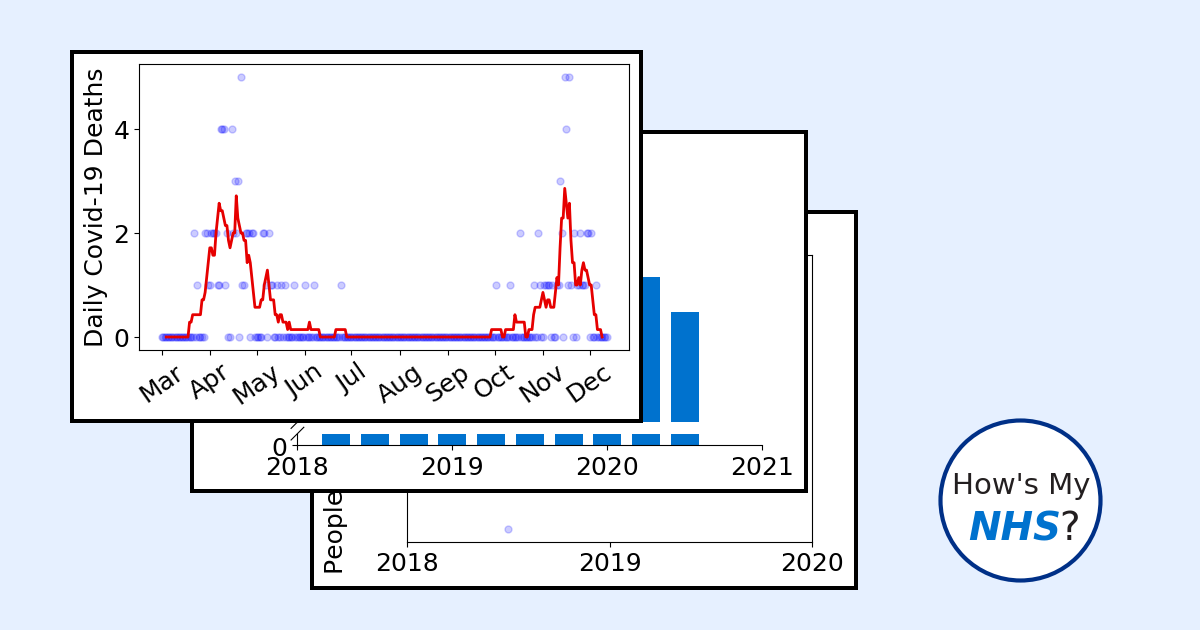 Daily Covid-19 Deaths
4
2
0
Mar Apr May Jun Jul Aug Sep Oct Nov Dec
0
2018 2019 2020 2021
People
2018 2019 2020
How's My
NHS?